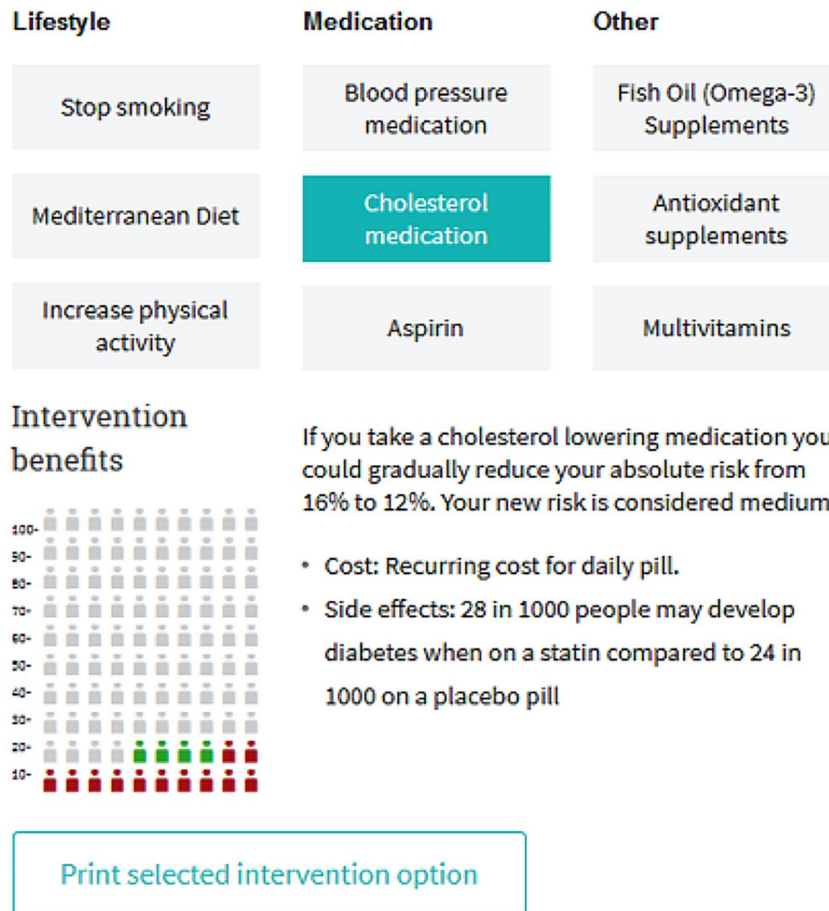 Lifestyle
Medication
Other
Stop smoking
Blood pressure
medication
Fish Oil (Omega-3)
Supplements
Mediterranean Diet
Cholesterol
medication
Antioxidant
supplements
Increase physical
activity
Aspirin
Multivitamins
Intervention
benefits
If you take a cholesterol lowering medication you
could gradually reduce your absolute risk from
16% to 12%. Your new risk is considered medium
• Cost: Recurring cost for daily pill.
• Side effects: 28 in 1000 people may develop
diabetes when on a statin compared to 24 in
1000 on a placebo pill
100-
90-
80-
70-
60-
50-
40-
30-
20-
10-
Print selected intervention option